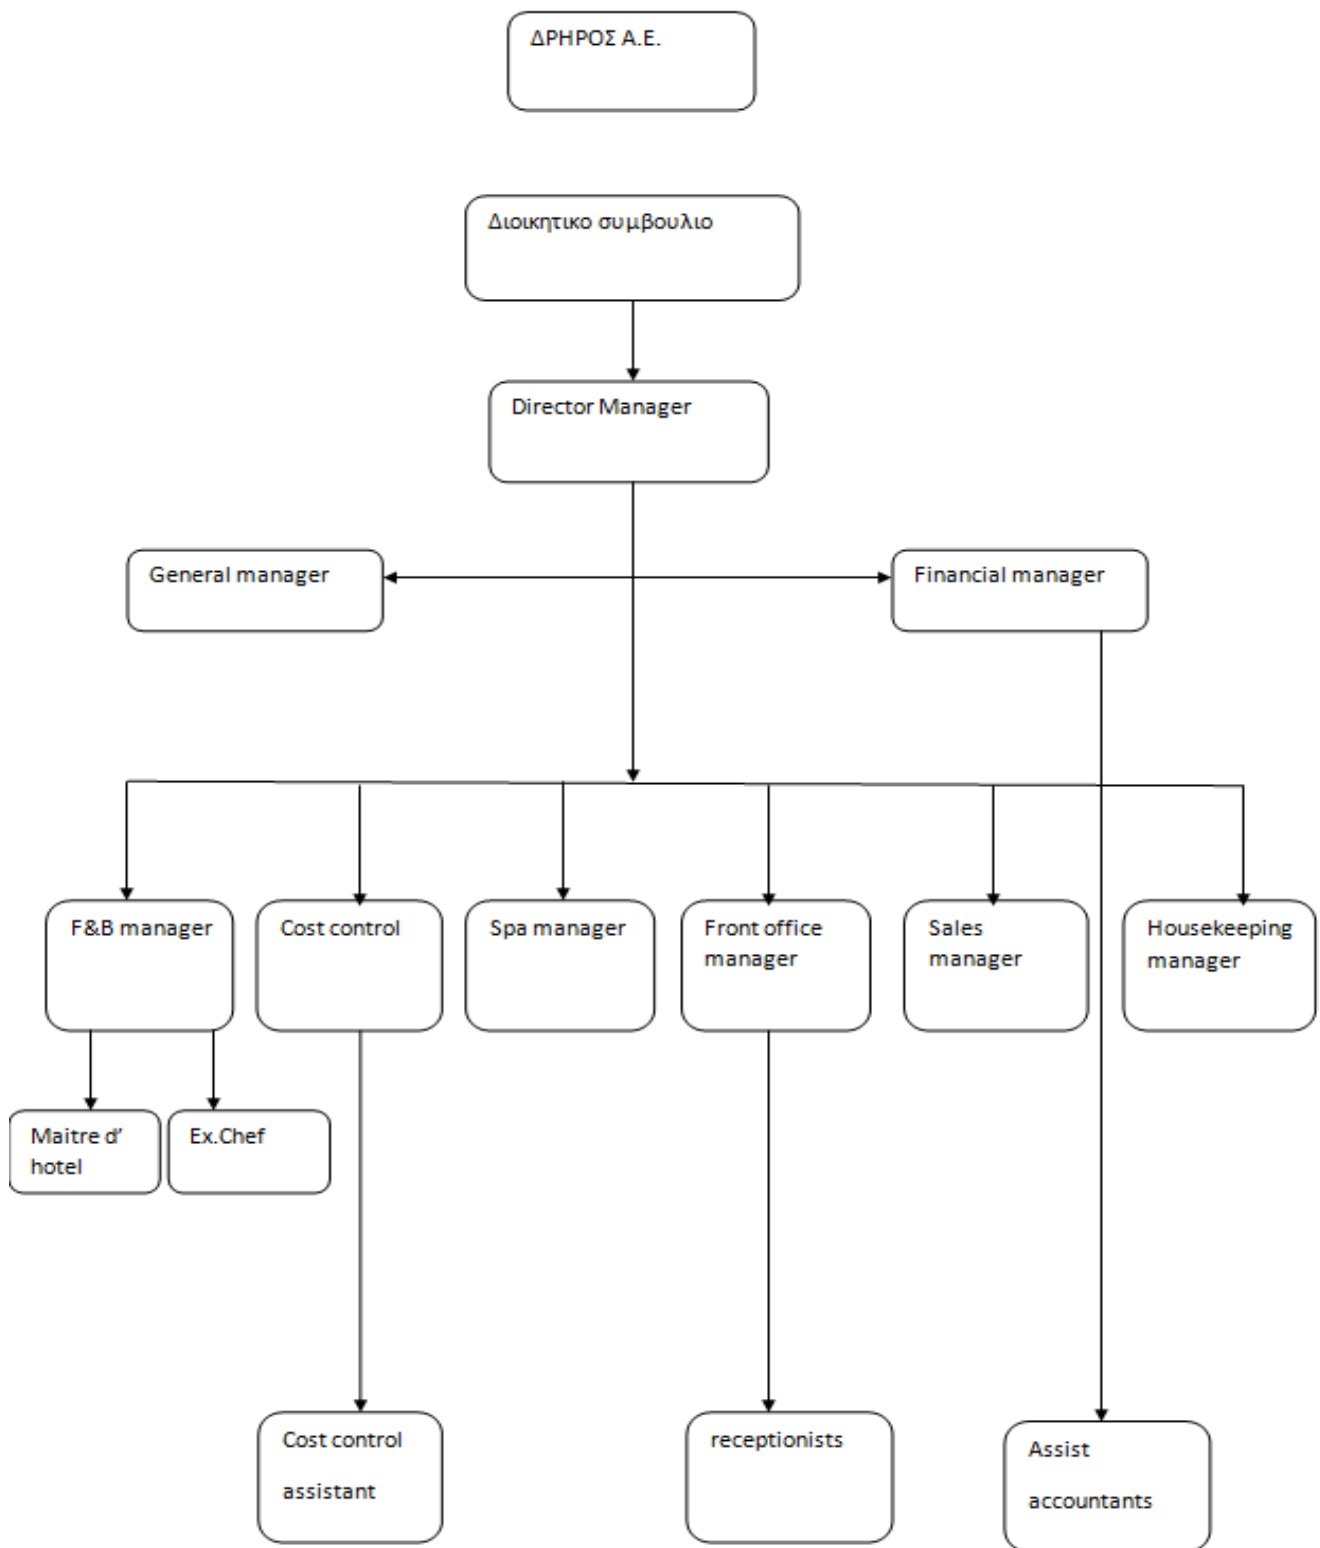 ΔΡΗΡΟΣ Α.Ε.
Διοικητικο συμβουλιο
Director Manager
General manager
Financial manager
F&B manager
Cost control
Spa manager
Front office
manager
Sales
manager
Housekeeping
manager
Maitre d’
hotel
Ex.Chef
Cost control
assistant
receptionists
Assist
accountants